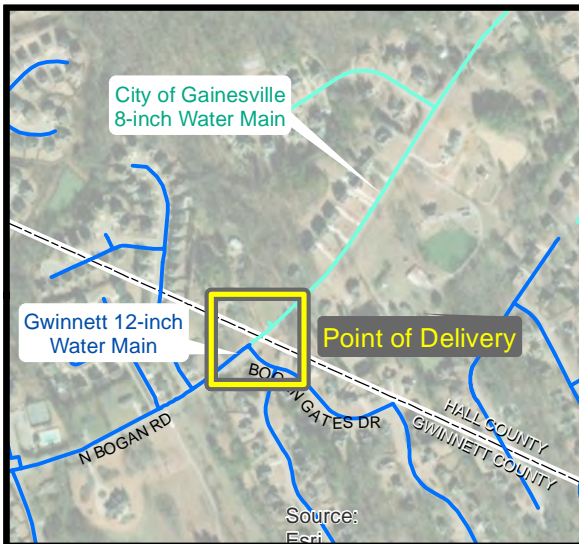 City of Gainesville
8-inch Water Main
Gwinnett 12-inch
Water Main
Point of Delivery
N BOGAN RD
GATES DR
HALL COUNTY
GWINNETT COUNTY
Source:
Esri